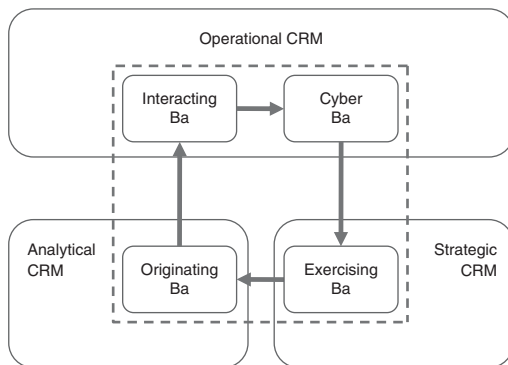 Operational CRM
Interacting
Ba
Cyber
Ba
Analytical
CRM
Originating
Ba
Exercising
Ba
Strategic
CRM